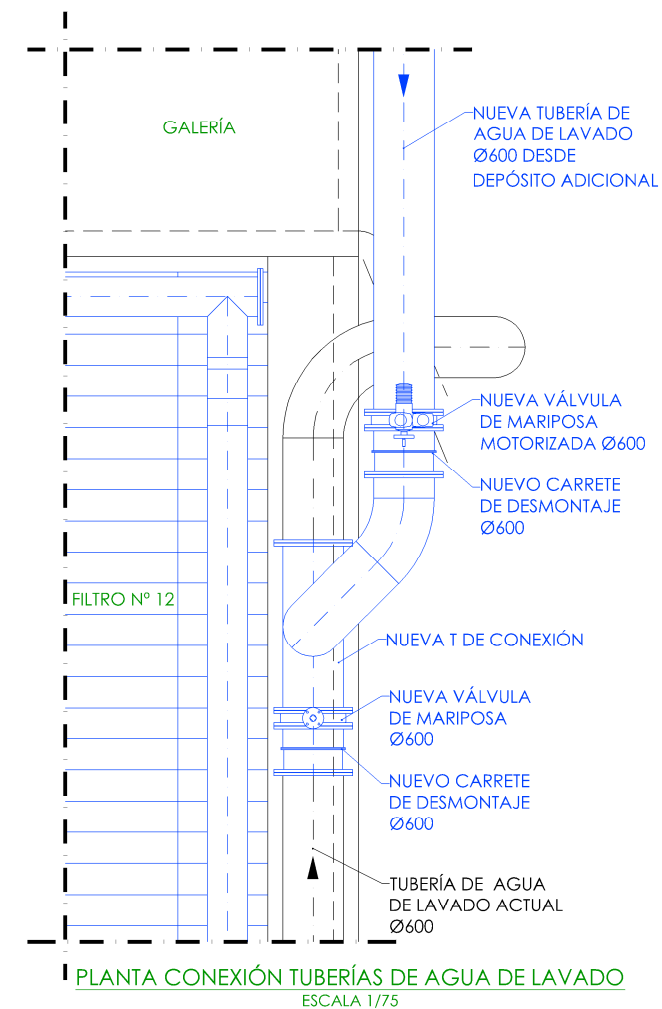 GALERÍA
NUEVA TUBERÍA DE
AGUA DE LAVADO
Ø600 DESDE
DEPÓSITO ADICIONAL
NUEVA VÁLVULA
DE MARIPOSA
MOTORIZADA Ø600
NUEVO CARRETE
DE DESMONTAJE
Ø600
FILTRO Nº 12
NUEVA T DE CONEXIÓN
NUEVA VÁLVULA
DE MARIPOSA
Ø600
NUEVO CARRETE
DE DESMONTAJE
Ø600
TUBERÍA DE AGUA
DE LAVADO ACTUAL
Ø600
PLANTA CONEXIÓN TUBERÍAS DE AGUA DE LAVADO
ESCALA 1/75